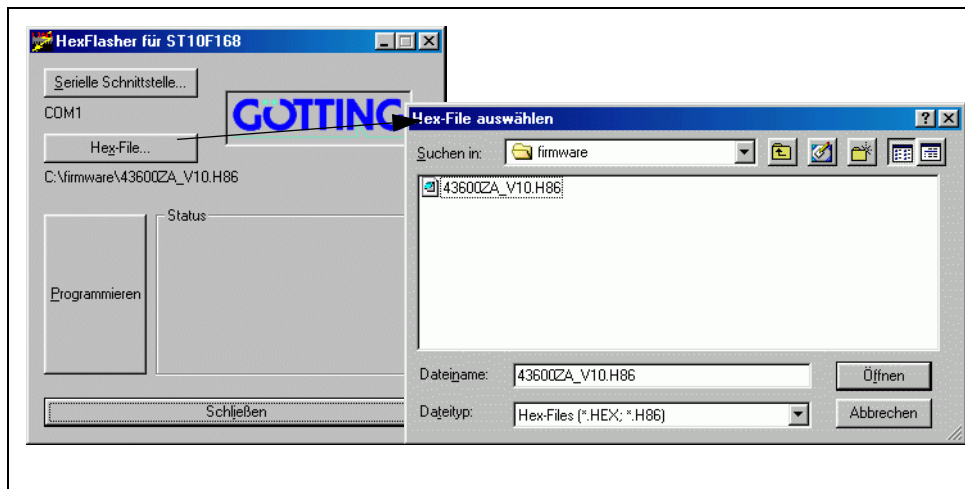 HexFlasher für ST10F168
Serielle Schnittstelle...
COM1
GÖTTING
Hex-File...
C:\firmware\43600ZA_V10.H86
Status
Programmieren
Schließen
Hex-File auswählen
Suchen in: firmware
43600ZA_V10.H86
Dateiname: 43600ZA_V10.H86
Öffnen
Dateityp: Hex-Files (*.HEX; *.H86)
Abbrechen